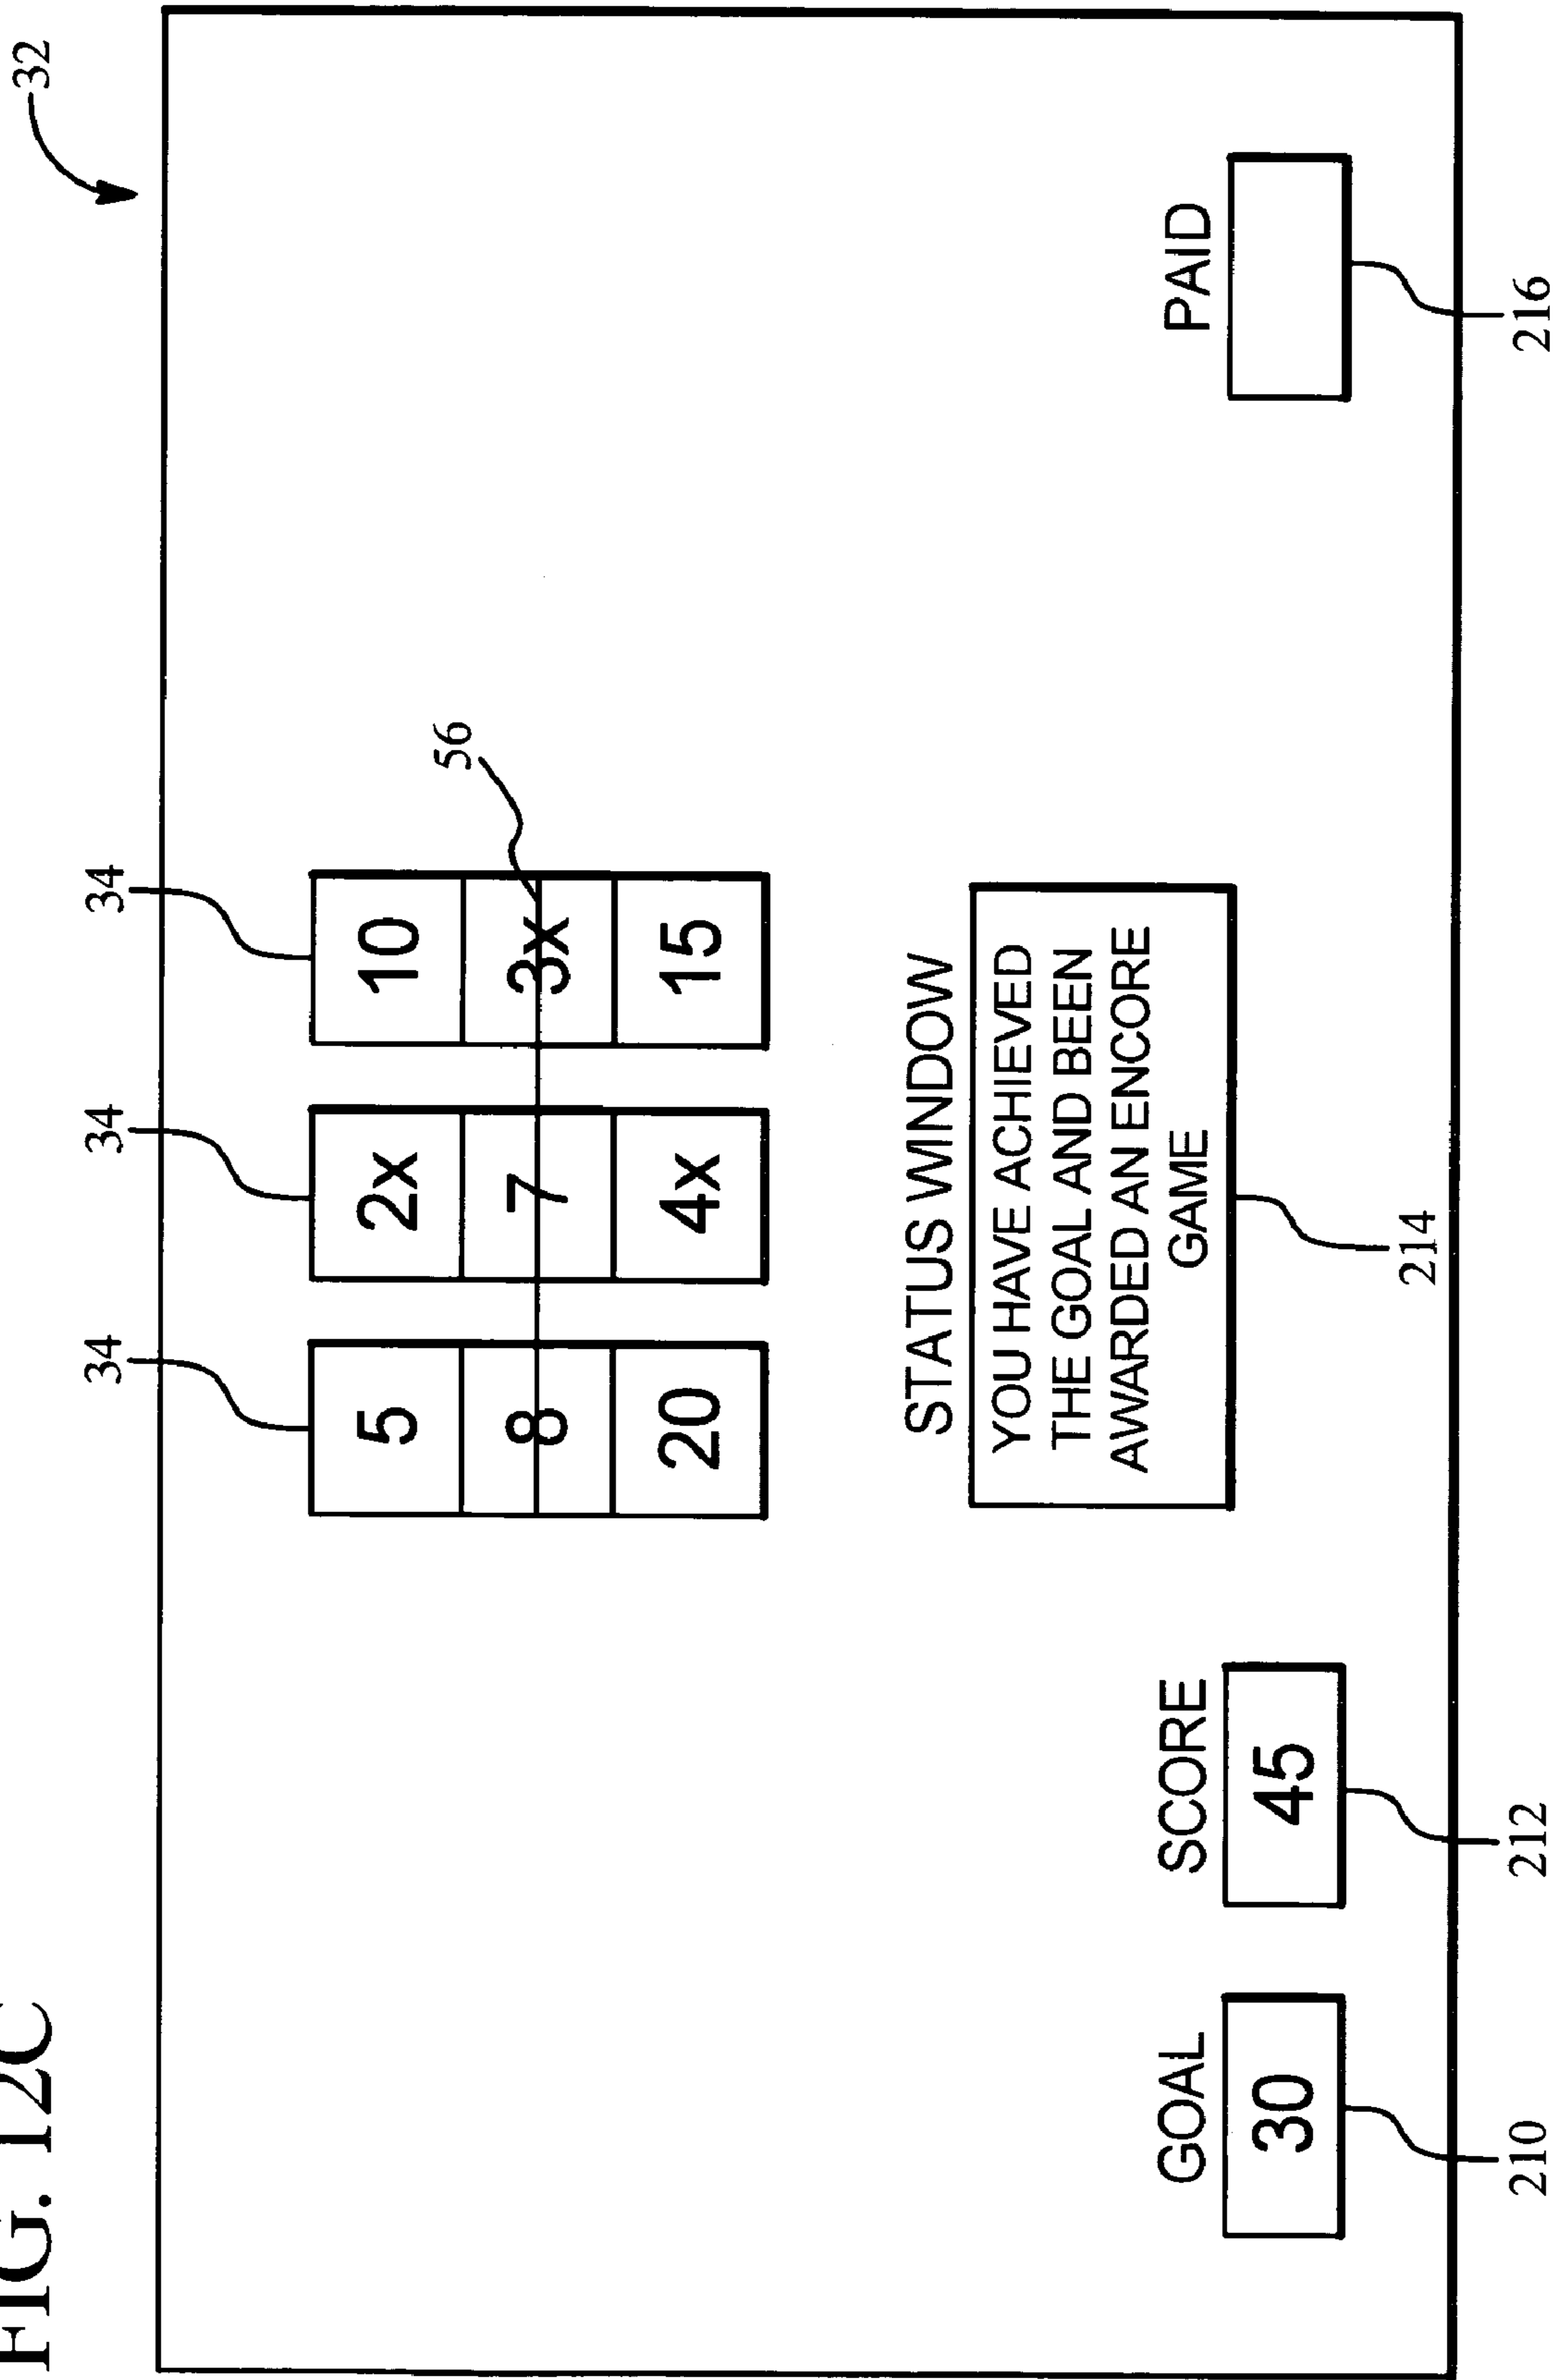 FIG. 12C
32
34 34 34
5 2x 10
8 7 3x
20 4x 15
56
STATUS WINDOW
YOU HAVE ACHIEVED
THE GOAL AND BEEN
AWARDED AN ENCORE
GAME
214
GOAL SCORE PAID
30 45
210 212 216